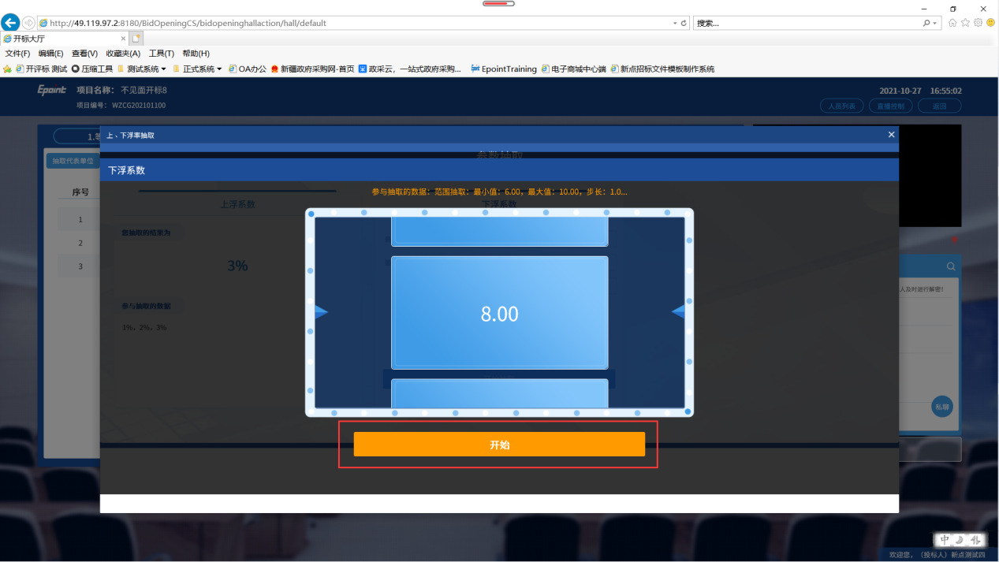 http://49.119.97.2:8180/BidOpeningCS/bidopeninghallaction/hall/default
搜索...
开标大厅
文件(F) 编辑(E) 查看(V) 收藏夹(A) 工具(T) 帮助(H)
开评标 测试 压缩工具 测试系统 正式系统 OA办公 新疆政府采购网-首页 政采云，一站式政府采购... EpointTraining 电子商城中心端 新点招标文件模板制作系统
Epoint 项目名称： 不见面开标8
2021-10-27 16:55:02
项目编号： WZCG202101100
人员列表 直播控制 返回
1.等
上、下浮率抽取
参数抽取
抽取代表单位
下浮系数
序号
参与抽取的数据：范围抽取：最小值：6.00，最大值：10.00，步长：1.0...
上浮系数 下浮系数
1
您抽取的结果为
2
3
3%
人及时进行解密！
参与抽取的数据
8.00
1%，2%，3%
私聊
开始
中
欢迎您，（投标人）新点测试四